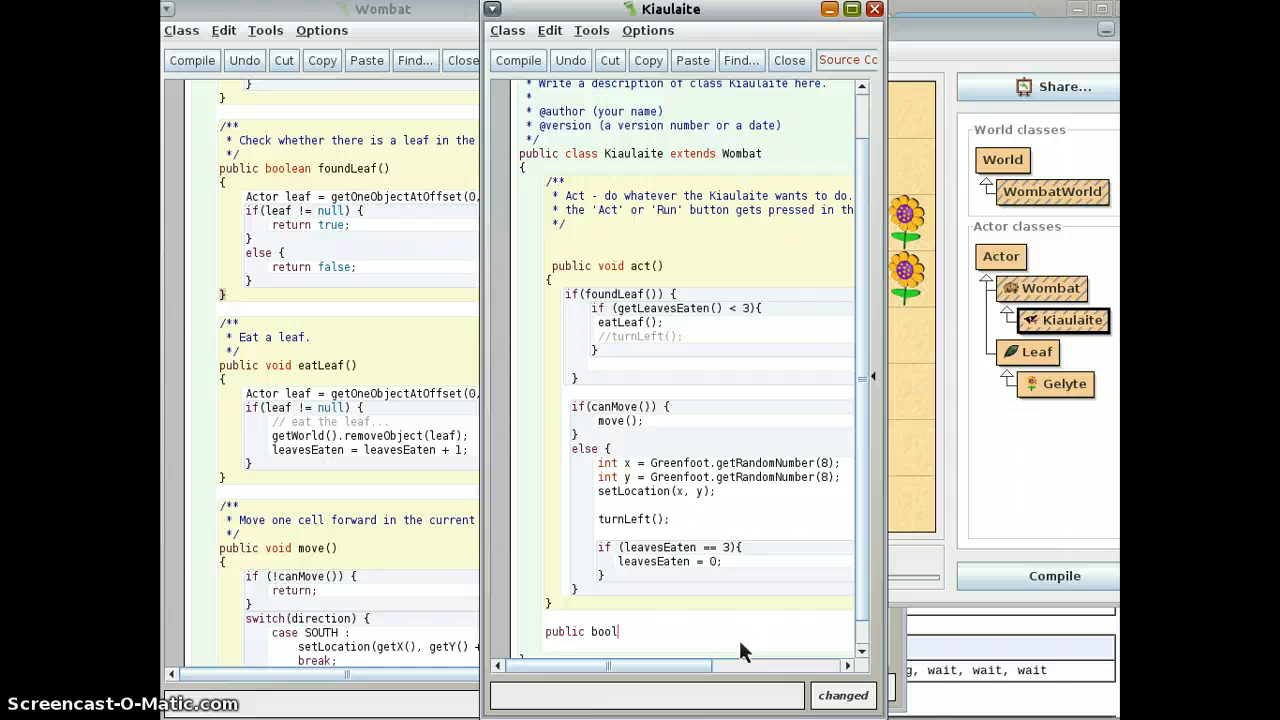 Wombat
Class Edit Tools Options
Compile Undo Cut Copy Paste Find... Close
}
}
/**
* Check whether there is a leaf in the
*/
public boolean foundLeaf()
{
Actor leaf = getOneObjectAtOffset(0,
if(leaf != null) {
return true;
}
else {
return false;
}
}
/**
* Eat a leaf.
*/
public void eatLeaf()
{
Actor leaf = getOneObjectAtOffset(0,
if(leaf != null) {
// eat the leaf...
getWorld().removeObject(leaf);
leavesEaten = leavesEaten + 1;
}
}
/**
* Move one cell forward in the current
*/
public void move()
{
if (!canMove()) {
return;
}
switch(direction) {
case SOUTH :
setLocation(getX(), getY() +
break;
Kiaulaite
Class Edit Tools Options
Compile Undo Cut Copy Paste Find... Close Source Co
* Write a description of class Kiaulaite here.
*
* @author (your name)
* @version (a version number or a date)
*/
public class Kiaulaite extends Wombat
{
/**
* Act - do whatever the Kiaulaite wants to do.
* the 'Act' or 'Run' button gets pressed in th
*/
public void act()
{
if(foundLeaf()) {
if (getLeavesEaten() < 3){
eatLeaf();
//turnLeft();
}
}
if(canMove()) {
move();
}
else {
int x = Greenfoot.getRandomNumber(8);
int y = Greenfoot.getRandomNumber(8);
setLocation(x, y);
turnLeft();
if (leavesEaten == 3){
leavesEaten = 0;
}
}
}
public bool
changed
Share...
World classes
World
WombatWorld
Actor classes
Actor
Wombat
Kiaulaite
Leaf
Gelyte
Compile
g, wait, wait, wait
Screencast-O-Matic.com